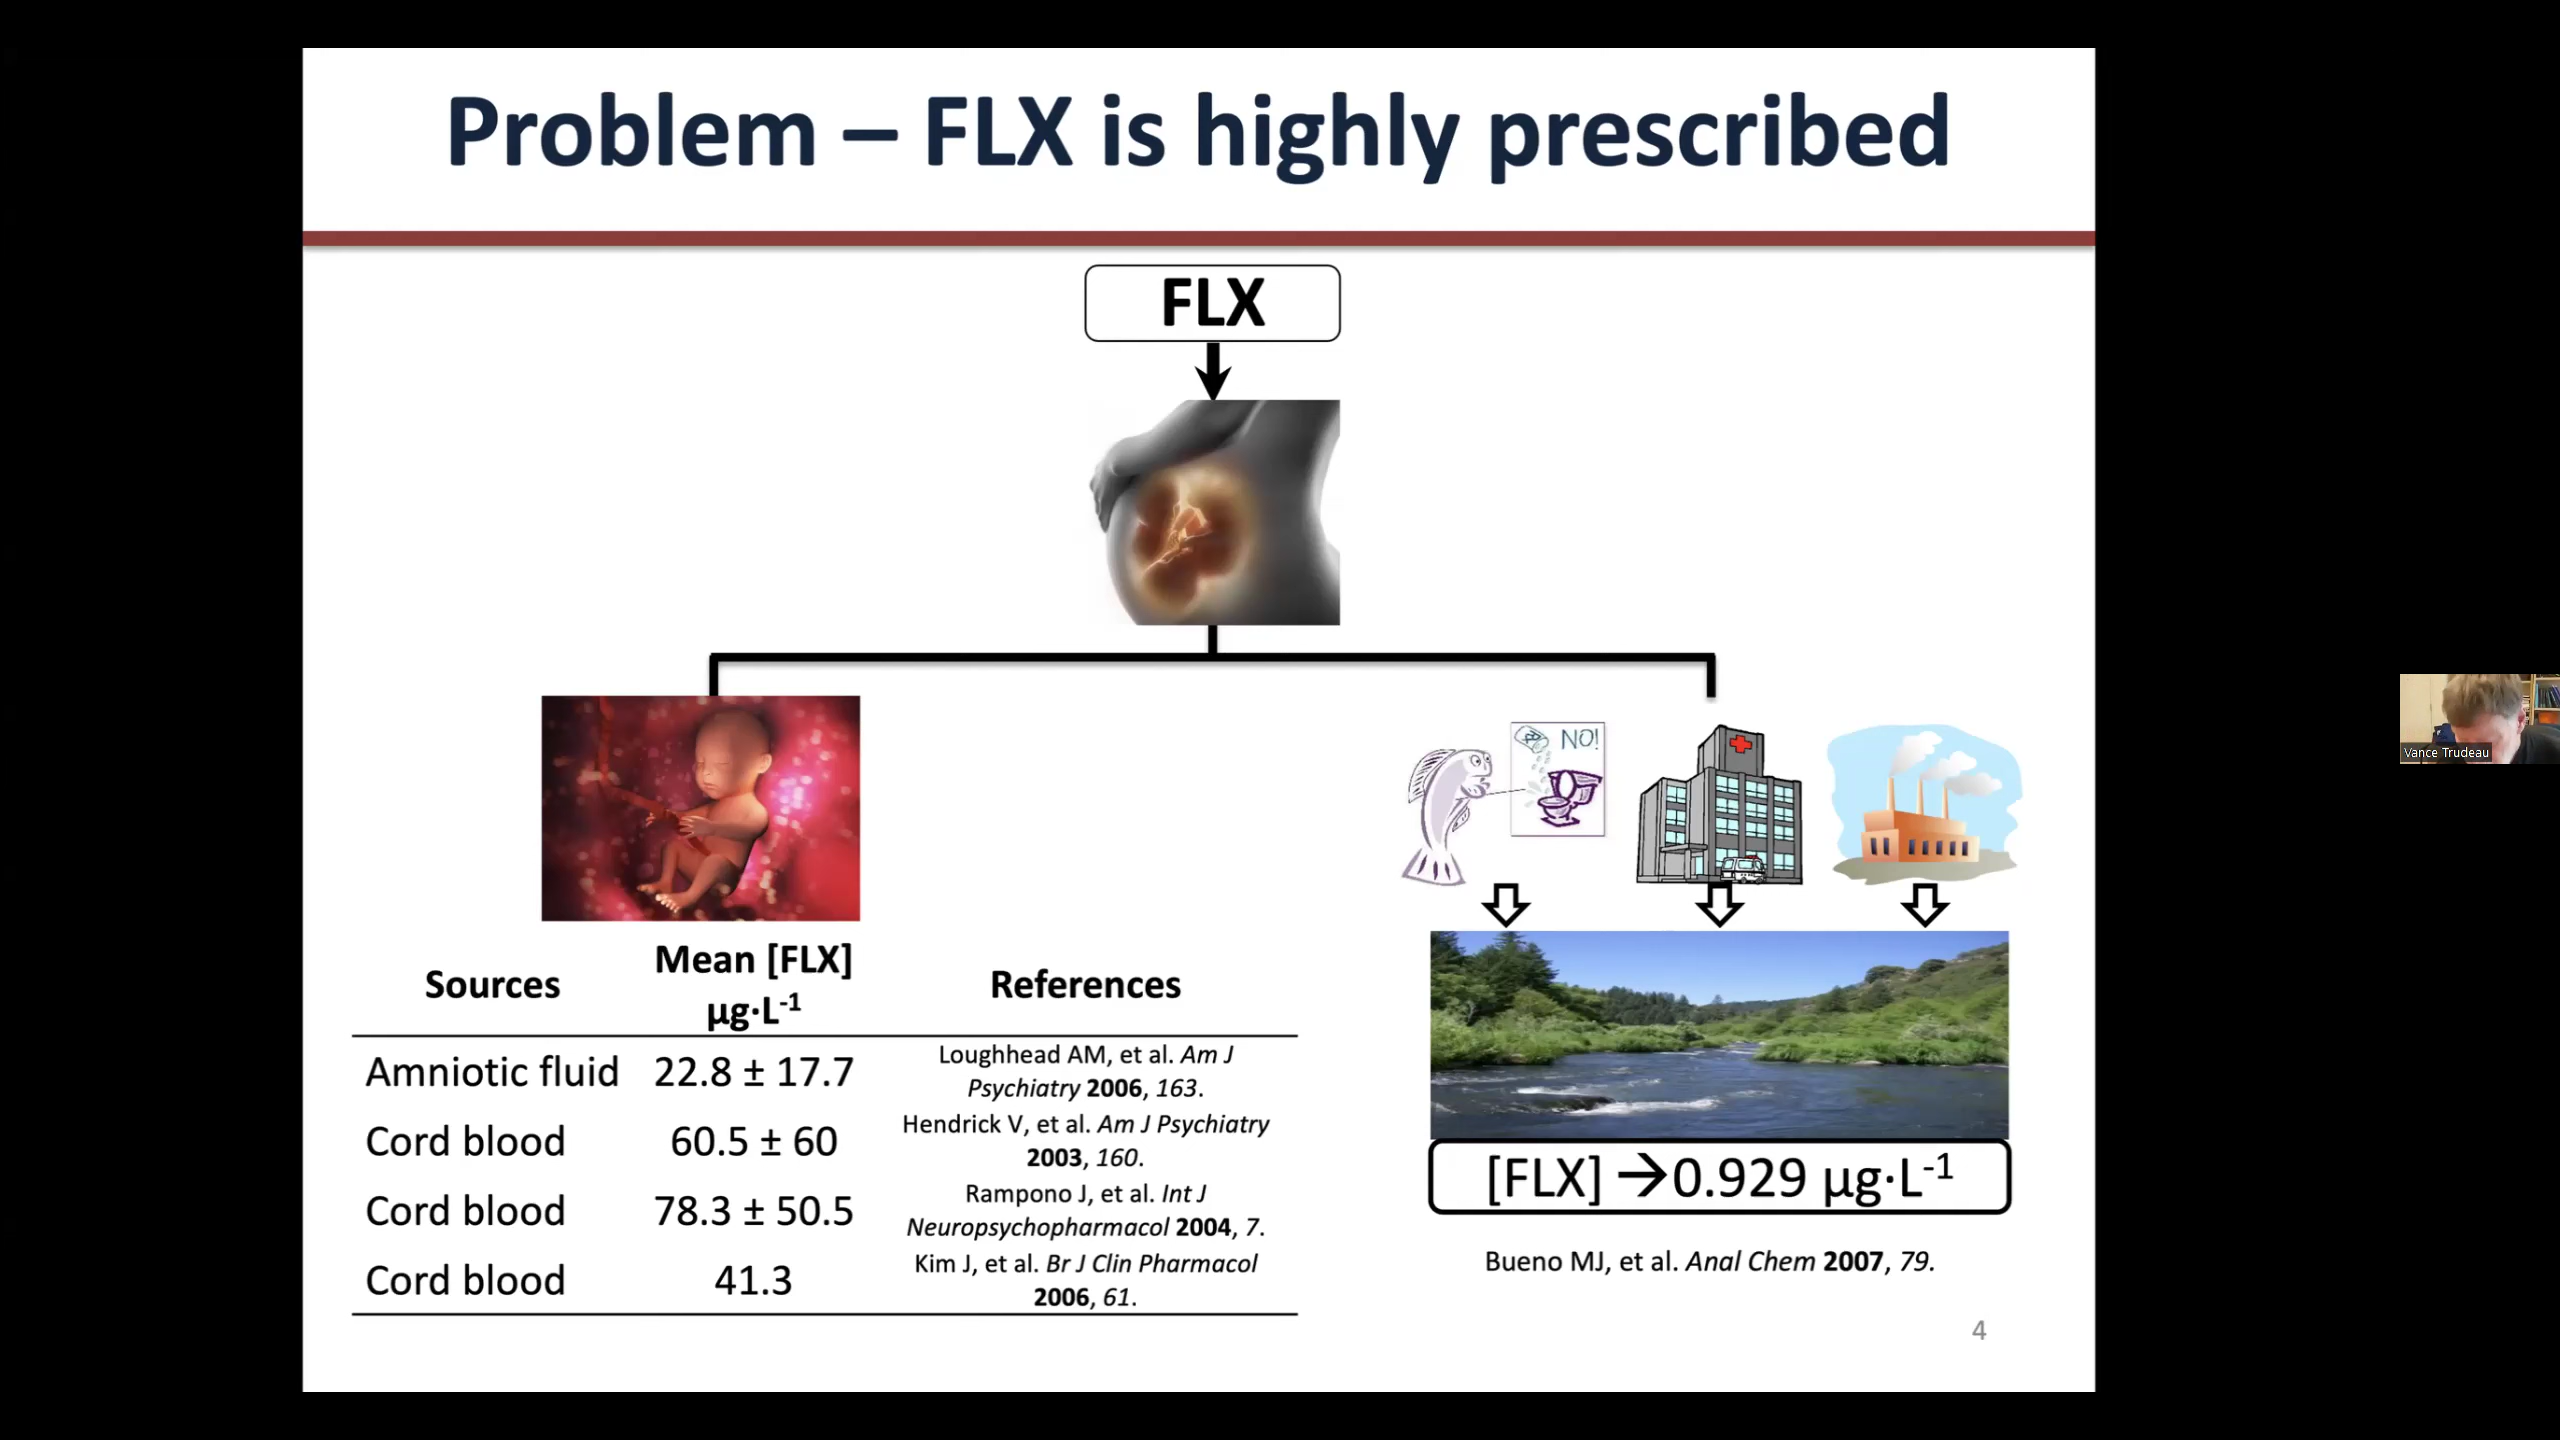 Problem – FLX is highly prescribed
FLX
NO!
Sources
Mean [FLX]
µg·L-1
References
Amniotic fluid 22.8 ± 17.7
Loughhead AM, et al. Am J
Psychiatry 2006, 163.
Cord blood 60.5 ± 60
Hendrick V, et al. Am J Psychiatry
2003, 160.
Cord blood 78.3 ± 50.5
Rampono J, et al. Int J
Neuropsychopharmacol 2004, 7.
Cord blood 41.3
Kim J, et al. Br J Clin Pharmacol
2006, 61.
[FLX] →0.929 µg·L-1
Bueno MJ, et al. Anal Chem 2007, 79.
4
Vance Trudeau